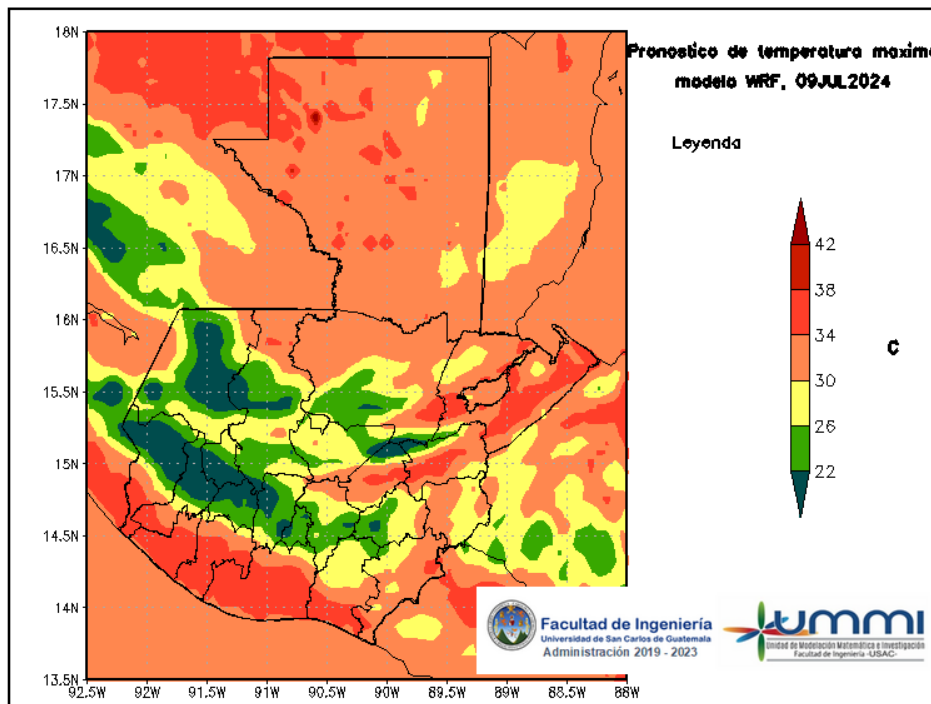 Pronostico de temperatura maxima
modelo WRF, 09JUL2024
Leyenda
18N
17.5N
17N
16.5N
16N
15.5N
15N
14.5N
14N
13.5N
92.5W
92W
91.5W
91W
90.5W
90W
89.5W
89W
88.5W
88W
42
38
34
30
26
22
C
Facultad de Ingeniería
Universidad de San Carlos de Guatemala
Administración 2019 - 2023
UMMI
Unidad de Modelación Matemática e Investigación
Facultad de Ingeniería -USAC-